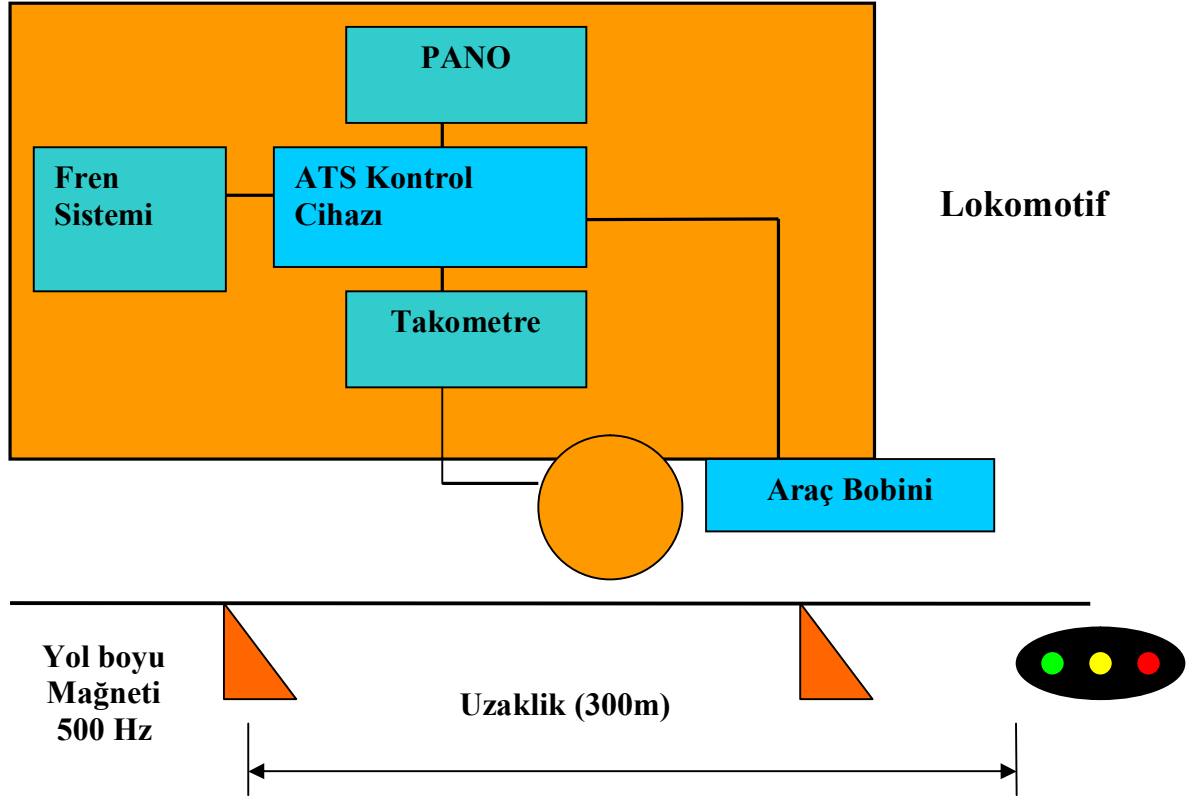 PANO
Fren
Sistemi
ATS Kontrol
Cihazı
Lokomotif
Takometre
Araç Bobini
Yol boyu
Mağneti
500 Hz
Uzaklik (300m)